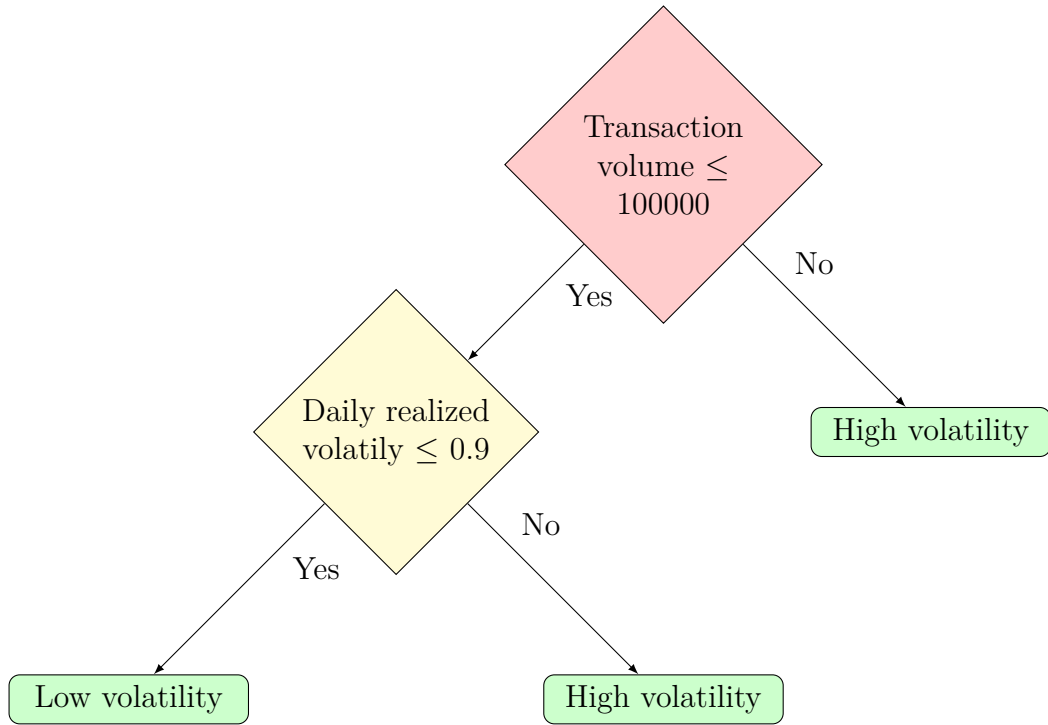 Transaction
volume ≤
100000
No
Yes
Daily realized
volatily ≤ 0.9
High volatility
No
Yes
Low volatility
High volatility